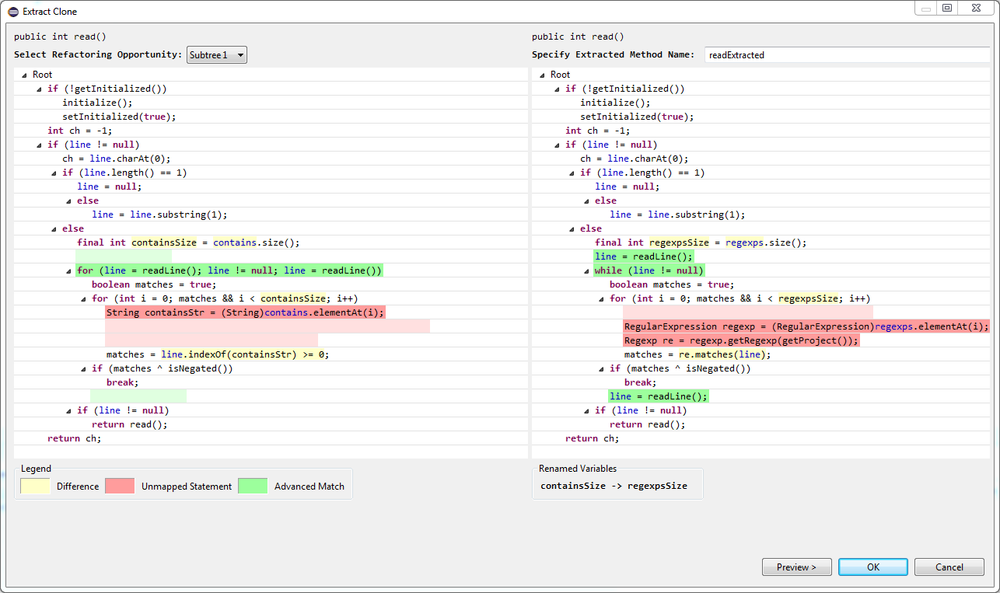 Extract Clone
public int read()
Select Refactoring Opportunity: Subtree 1
Root
if (!getInitialized())
initialize();
setInitialized(true);
int ch = -1;
if (line != null)
ch = line.charAt(0);
if (line.length() == 1)
line = null;
else
line = line.substring(1);
else
final int containsSize = contains.size();
for (line = readLine(); line != null; line = readLine())
boolean matches = true;
for (int i = 0; matches && i < containsSize; i++)
String containsStr = (String)contains.elementAt(i);
matches = line.indexOf(containsStr) >= 0;
if (matches ^ isNegated())
break;
if (line != null)
return read();
return ch;
public int read()
Specify Extracted Method Name: readExtracted
Root
if (!getInitialized())
initialize();
setInitialized(true);
int ch = -1;
if (line != null)
ch = line.charAt(0);
if (line.length() == 1)
line = null;
else
line = line.substring(1);
else
final int regexpsSize = regexps.size();
line = readLine();
while (line != null)
boolean matches = true;
for (int i = 0; matches && i < regexpsSize; i++)
RegularExpression regexp = (RegularExpression)regexps.elementAt(i);
Regexp re = regexp.getRegexp(getProject());
matches = re.matches(line);
if (matches ^ isNegated())
break;
line = readLine();
if (line != null)
return read();
return ch;
Legend
Difference Unmapped Statement Advanced Match
Renamed Variables
containsSize -> regexpsSize
Preview > OK Cancel